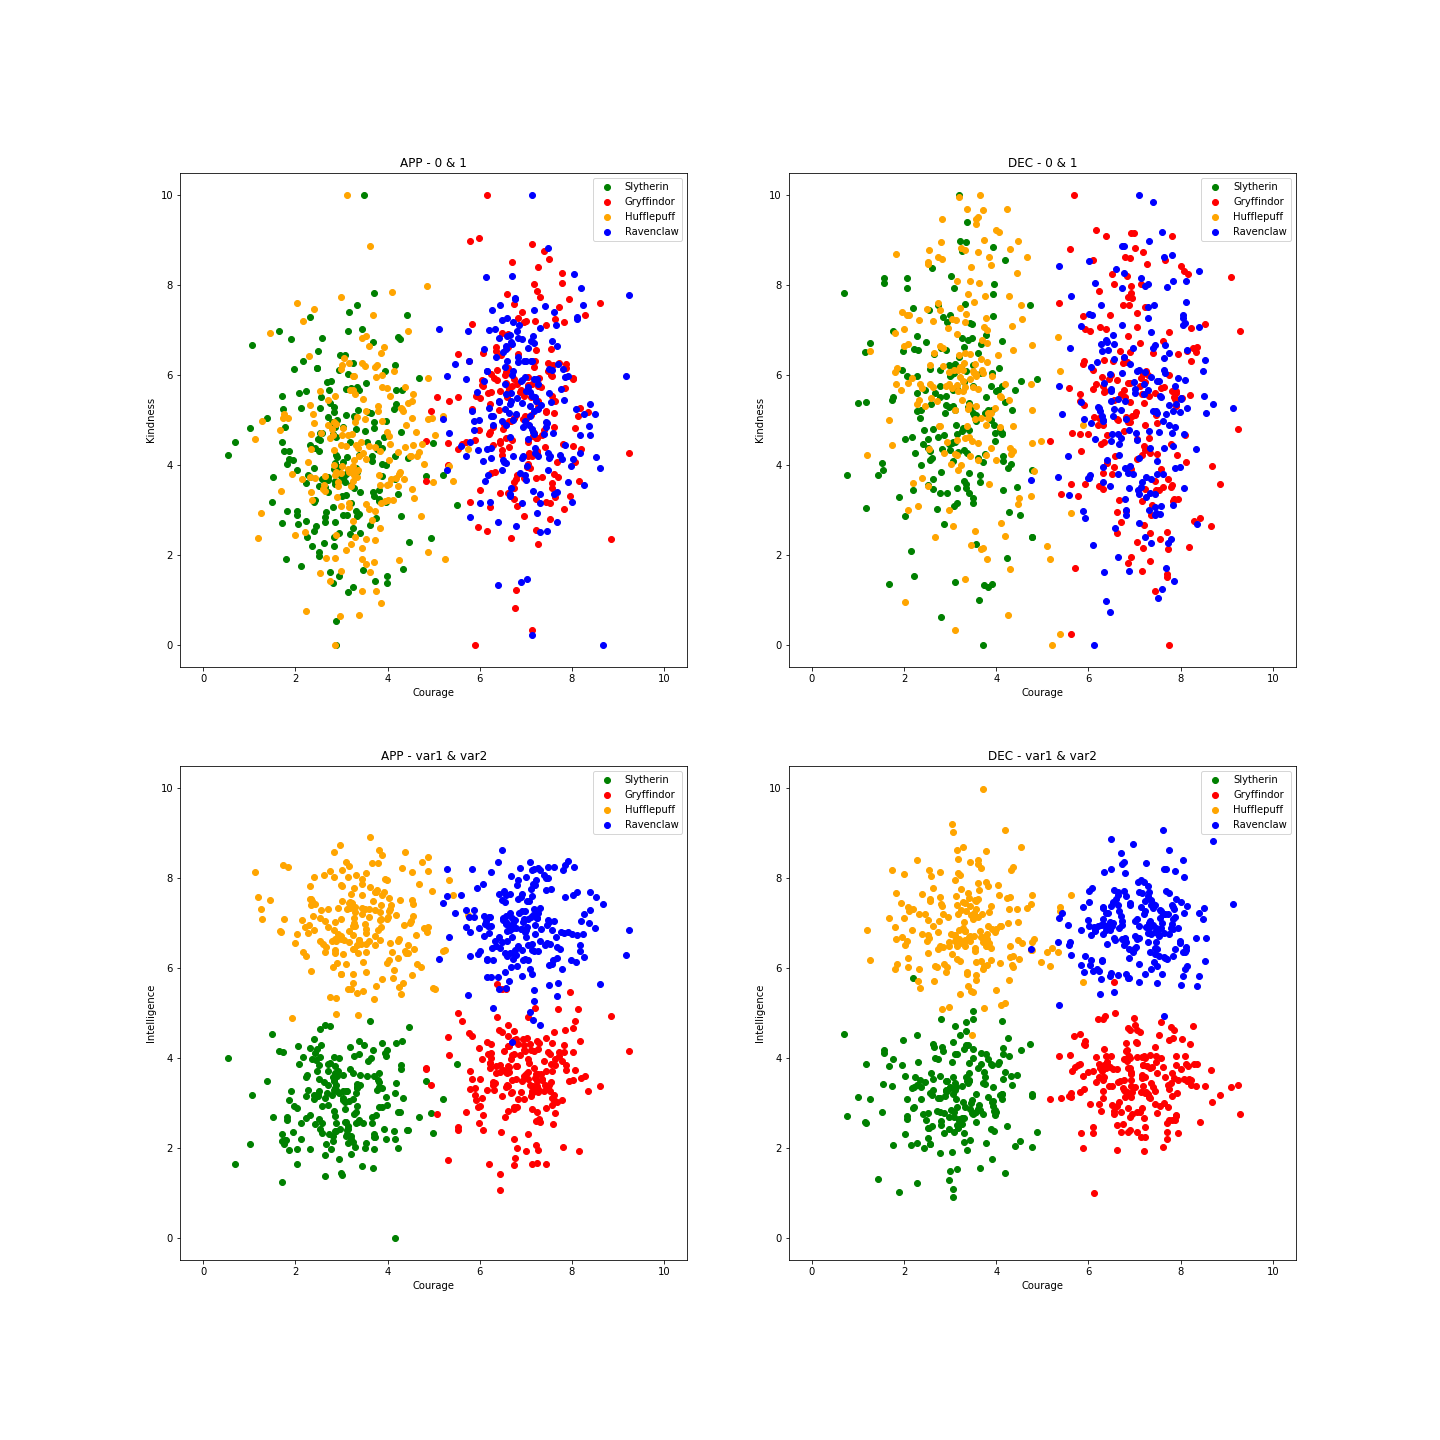 APP - 0 & 1
Kindness
10
8
6
4
2
0
0 2 4 6 8 10
Courage
Slytherin
Gryffindor
Hufflepuff
Ravenclaw
DEC - 0 & 1
Kindness
10
8
6
4
2
0
0 2 4 6 8 10
Courage
Slytherin
Gryffindor
Hufflepuff
Ravenclaw
APP - var1 & var2
Intelligence
10
8
6
4
2
0
0 2 4 6 8 10
Courage
Slytherin
Gryffindor
Hufflepuff
Ravenclaw
DEC - var1 & var2
Intelligence
10
8
6
4
2
0
0 2 4 6 8 10
Courage
Slytherin
Gryffindor
Hufflepuff
Ravenclaw